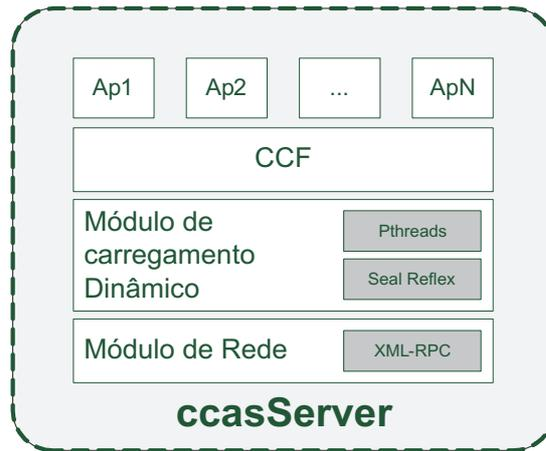 Ap1 Ap2 ... ApN
CCF
Módulo de
carregamento
Dinâmico
Pthreads
Seal Reflex
Módulo de Rede
XML-RPC
ccasServer